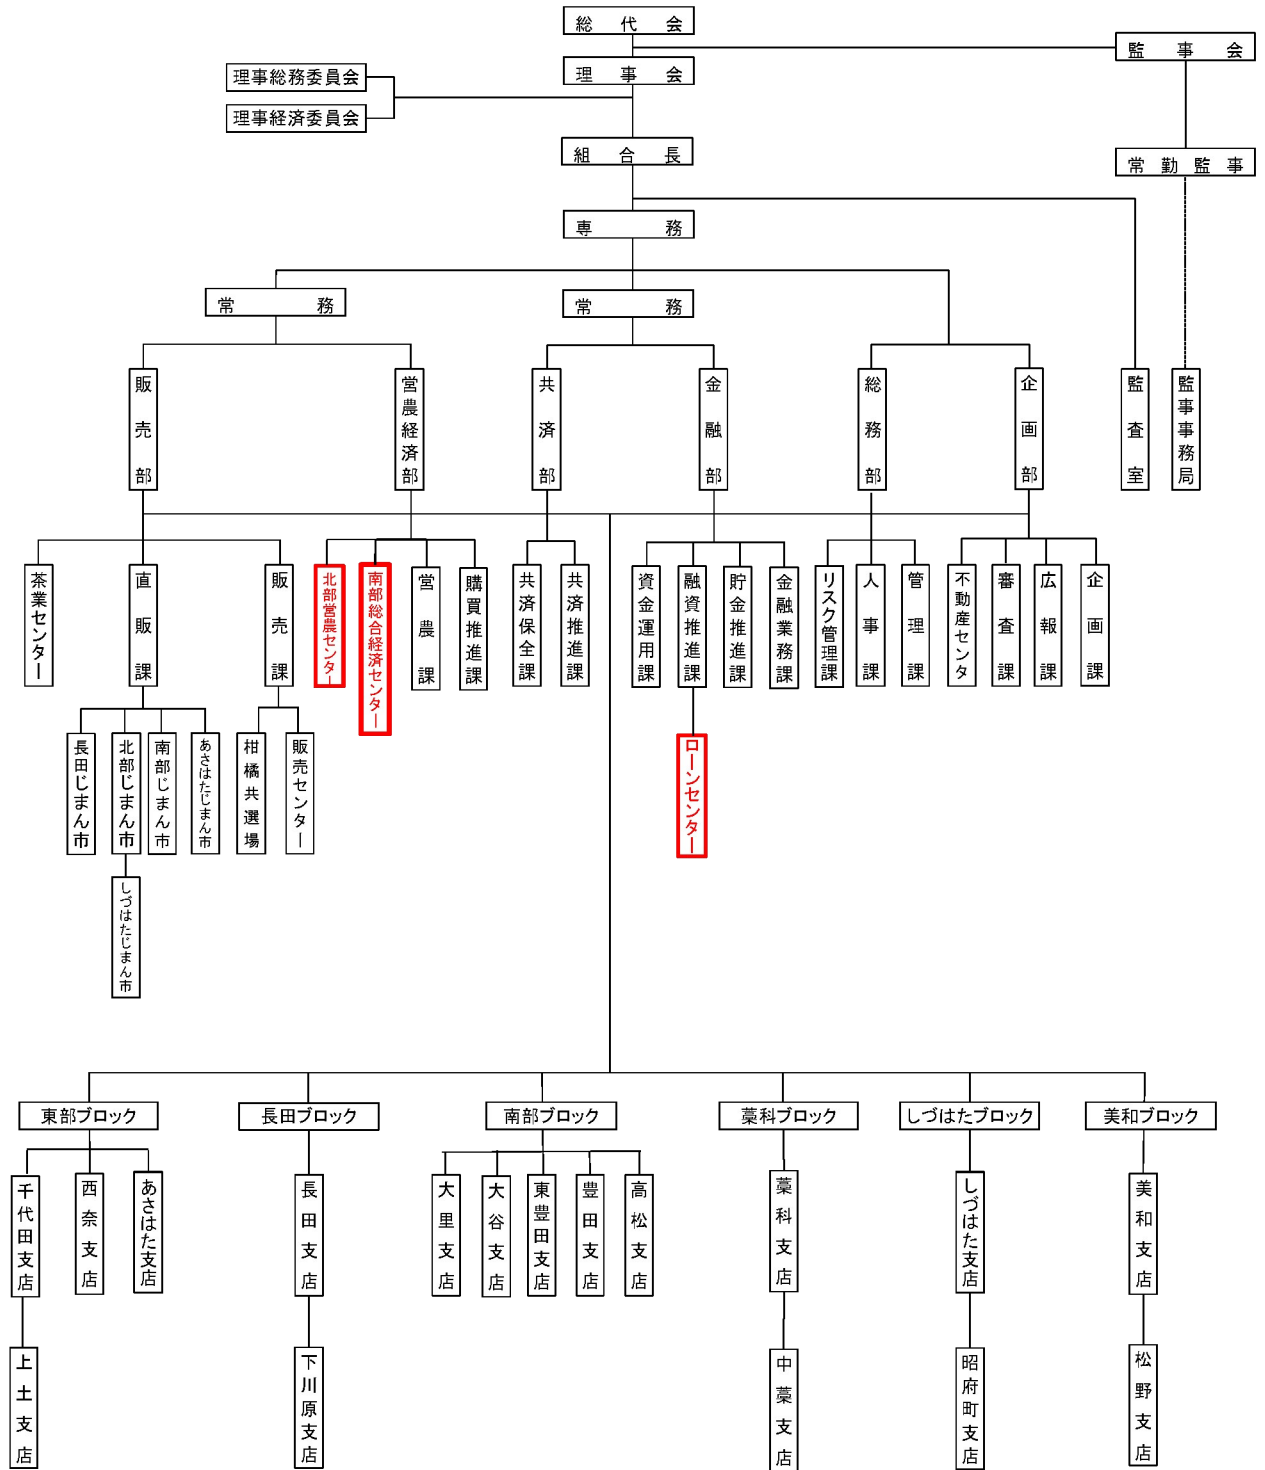 総代会
監事会
理事会
理事総務委員会
理事経済委員会
組合長
常勤監事
専務
常務
常務
販売部
営農経済部
共済部
金融部
総務部
企画部
監査室
監事事務局
茶業センター
直販課
販売課
北部営農センター
南部総合経済センター
営農課
購買推進課
共済保全課
共済推進課
資金運用課
融資推進課
貯金推進課
金融業務課
リスク管理課
人事課
管理課
不動産センタ
審査課
広報課
企画課
長田じまん市
北部じまん市
南部じまん市
あさはたじまん市
柑橘共選場
販売センター
ローンセンター
しづはたじまん市
東部ブロック
長田ブロック
南部ブロック
藁科ブロック
しづはたブロック
美和ブロック
千代田支店
西奈支店
あさはた支店
長田支店
大里支店
大谷支店
東豊田支店
豊田支店
高松支店
藁科支店
しづはた支店
美和支店
上土支店
下川原支店
中藁支店
昭府町支店
松野支店